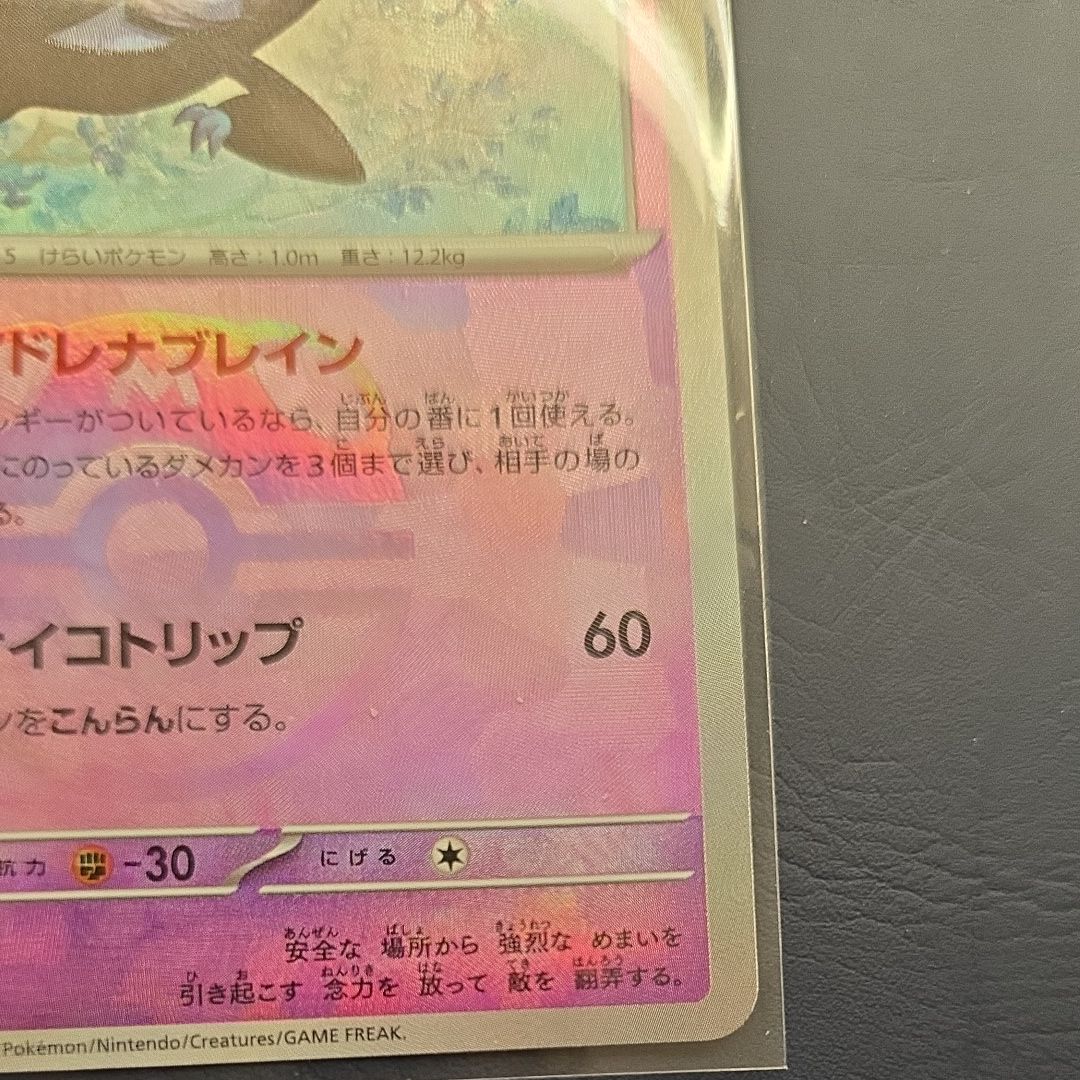 5 けらいポケモン 高さ：1.0m 重さ：12.2kg
ドレナブレイン
ギーがついているなら、自分の番に1回使える。
にのっているダメカンを3個まで選び、相手の場の
る。
イコトリップ 60
をこんらんにする。
抗力 -30 にげる
安全な 場所から 強烈な めまいを
引き起こす 念力を 放って 敵を 翻弄する。
Pokémon/Nintendo/Creatures/GAME FREAK.